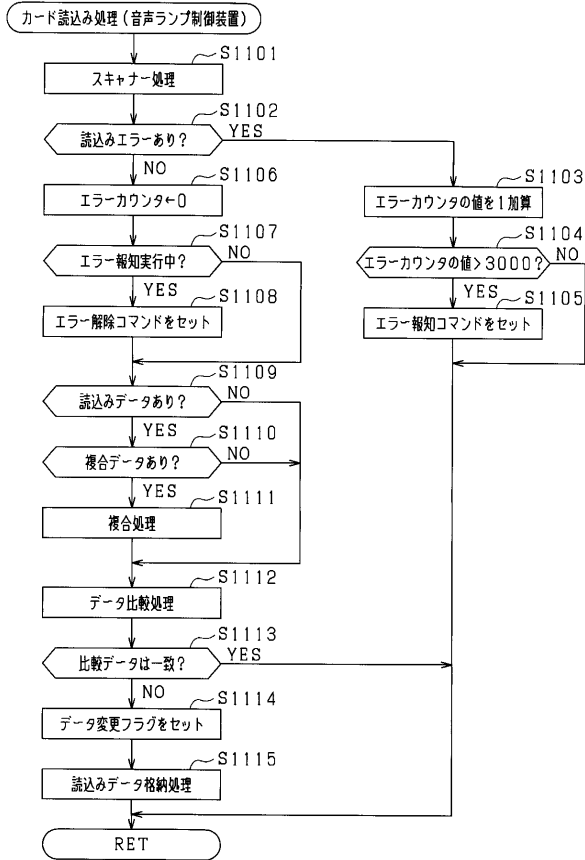 カード読込み処理(音声ランプ制御装置)
S1101
スキャナー処理
S1102
読込みエラーあり?
YES
NO
S1103
エラーカウンタの値を1加算
S1104
エラーカウンタの値>3000?
NO
YES
S1105
エラー報知コマンドをセット
S1106
エラーカウンタ←0
S1107
エラー報知実行中?
NO
YES
S1108
エラー解除コマンドをセット
S1109
読込みデータあり?
NO
YES
S1110
複合データあり?
NO
YES
S1111
複合処理
S1112
データ比較処理
S1113
比較データは一致?
YES
NO
S1114
データ変更フラグをセット
S1115
読込みデータ格納処理
RET